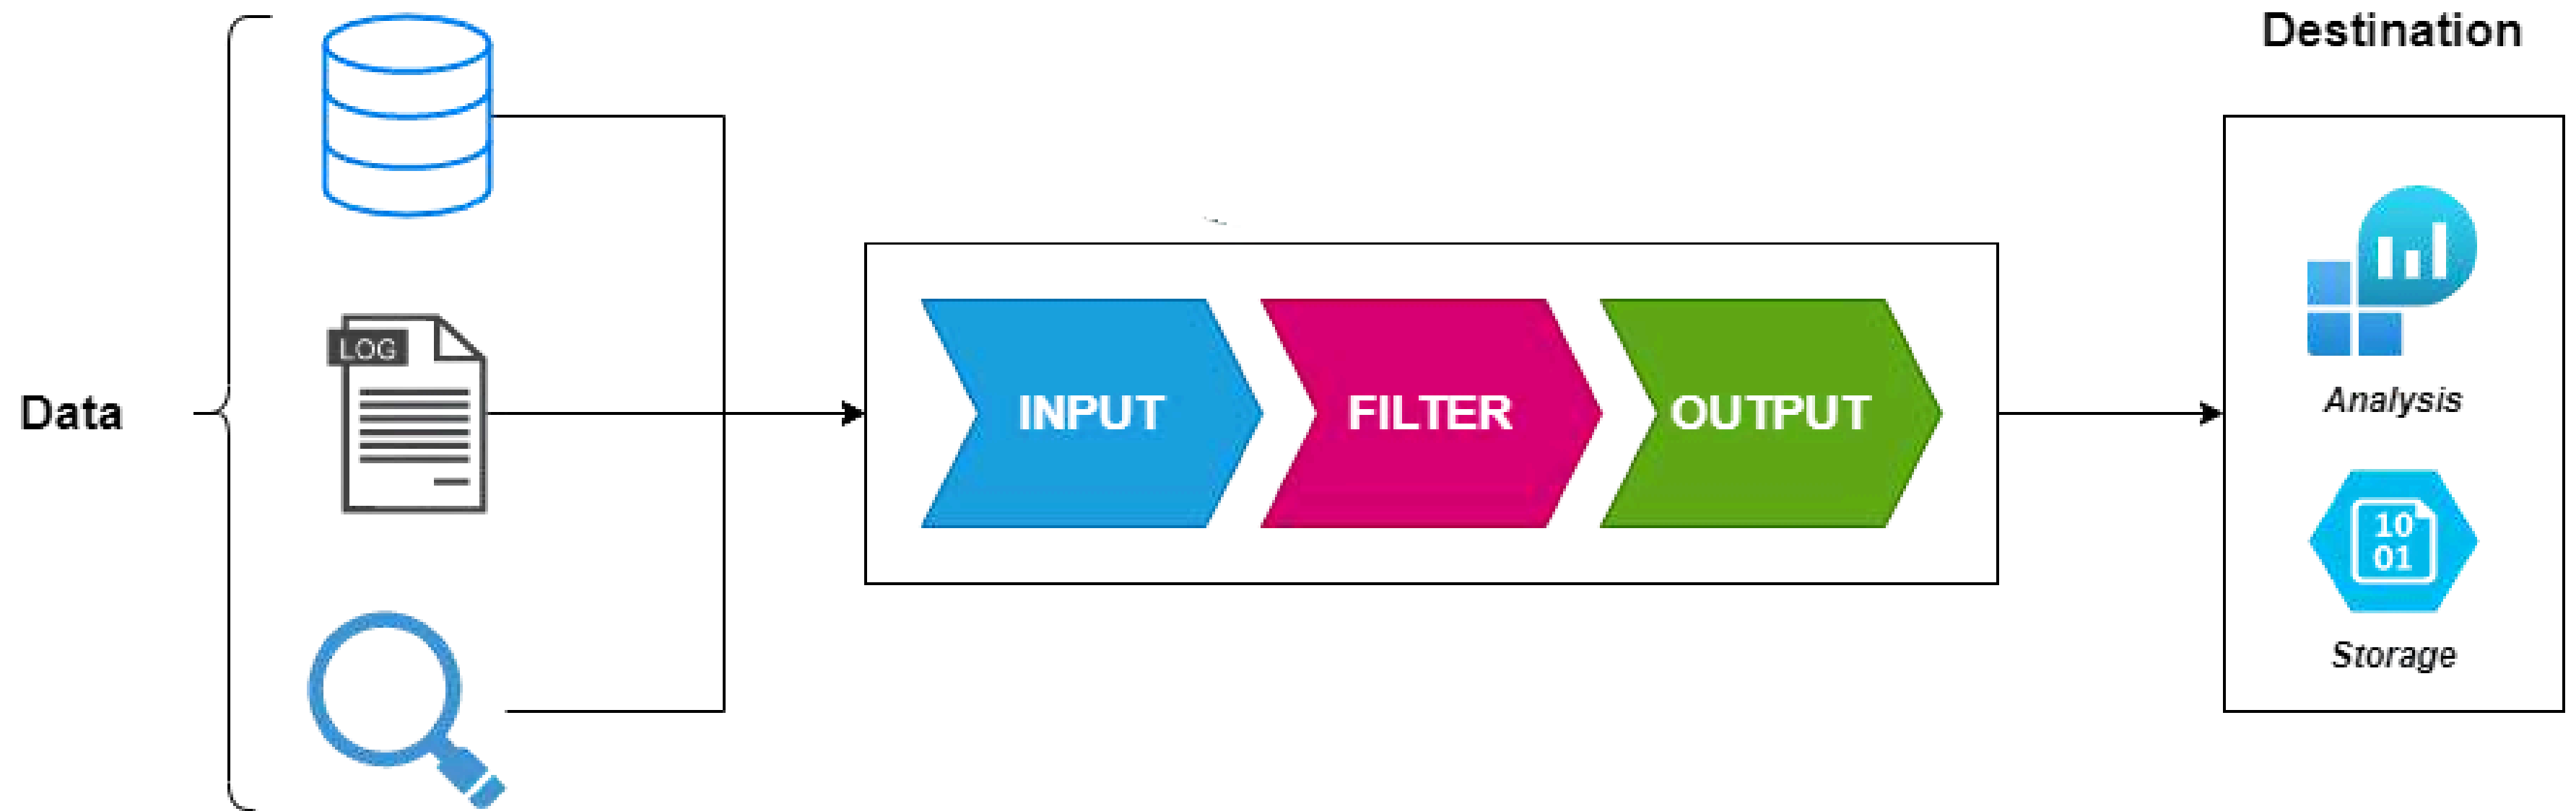 Destination
LOG
Data
INPUT
FILTER
OUTPUT
Analysis
10
01
Storage